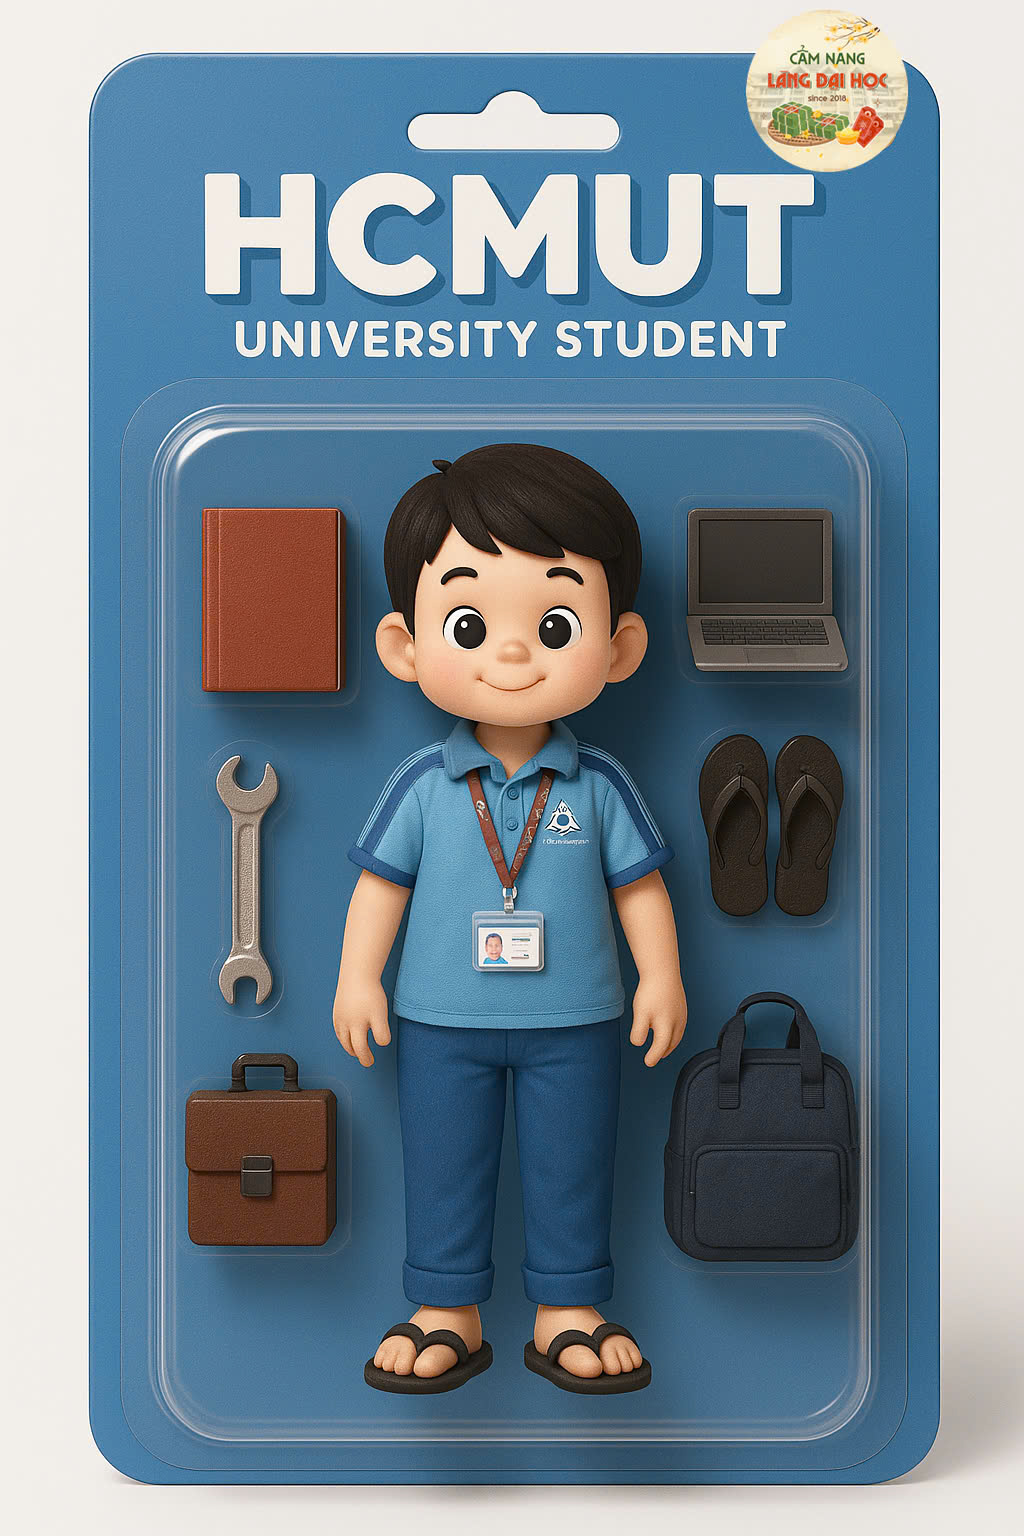 CẨM NANG
LÀNG ĐẠI HỌC
since 2018
HCMUT
UNIVERSITY STUDENT